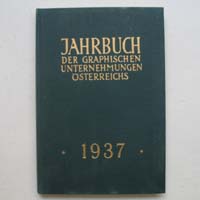 JAHRBUCH
DER GRAPHISCHEN
UNTERNEHMUNGEN
ÖSTERREICHS
1937